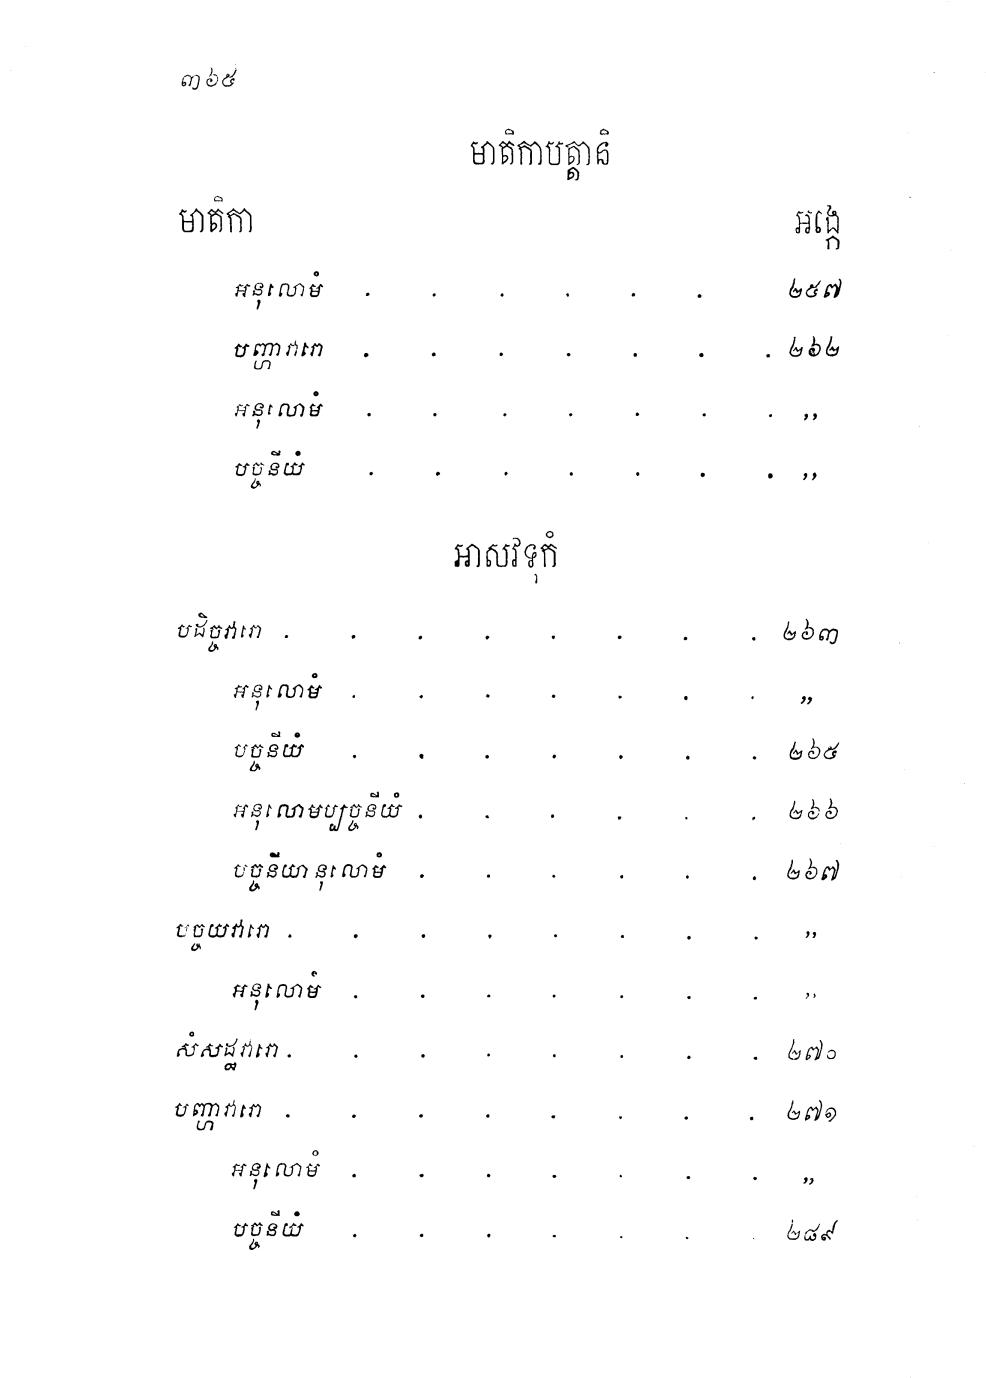 ៣៦៥
មាតិកាបត្តានិ
មាតិកា អង្កេ
អនុលោមំ . . . . . . ២៥៧
បញ្ហាវារោ . . . . . . . ២៦២
អនុលោមំ . . . . . . . ,,
បច្ចនីយំ . . . . . . . ,,
អាសវទុកំ
បដិច្ចវារោ . . . . . . . . ២៦៣
អនុលោមំ . . . . . . . ,,
បច្ចនីយំ . . . . . . . ២៦៥
អនុលោមប្បច្ចនីយំ . . . . . . ២៦៦
បច្ចនីយានុលោមំ . . . . . . ២៦៧
បច្ចយវារោ . . . . . . . . ,,
អនុលោមំ . . . . . . . ,,
សំសដ្ឋវារោ . . . . . . . . ២៧០
បញ្ហាវារោ . . . . . . . . ២៧១
អនុលោមំ . . . . . . . ,,
បច្ចនីយំ . . . . . . . ២៨៩